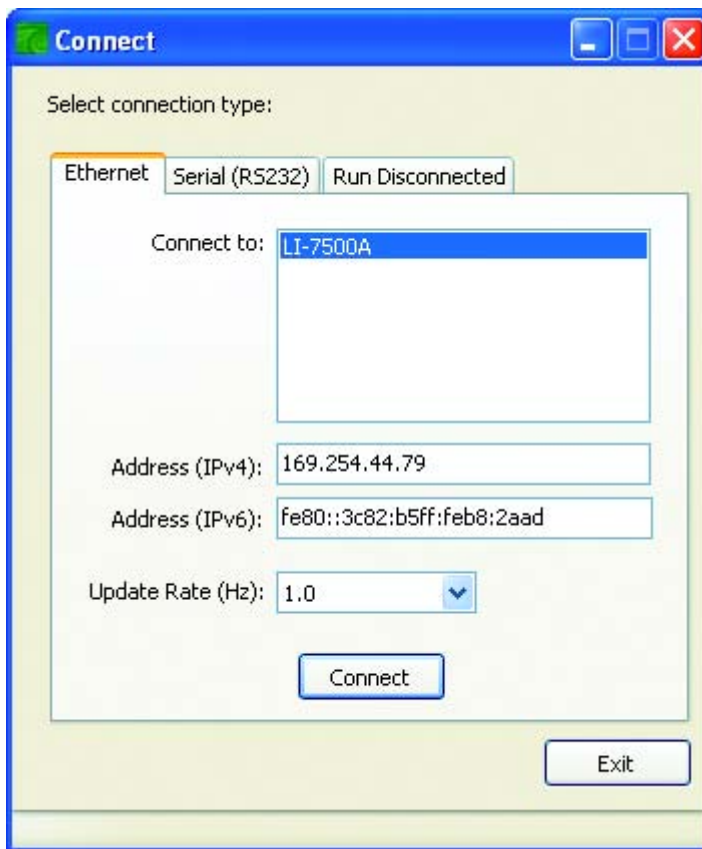 Connect
Select connection type:
Ethernet Serial (RS232) Run Disconnected
Connect to: LI-7500A
Address (IPv4): 169.254.44.79
Address (IPv6): fe80::3c82:b5ff:feb8:2aad
Update Rate (Hz): 1.0
Connect
Exit